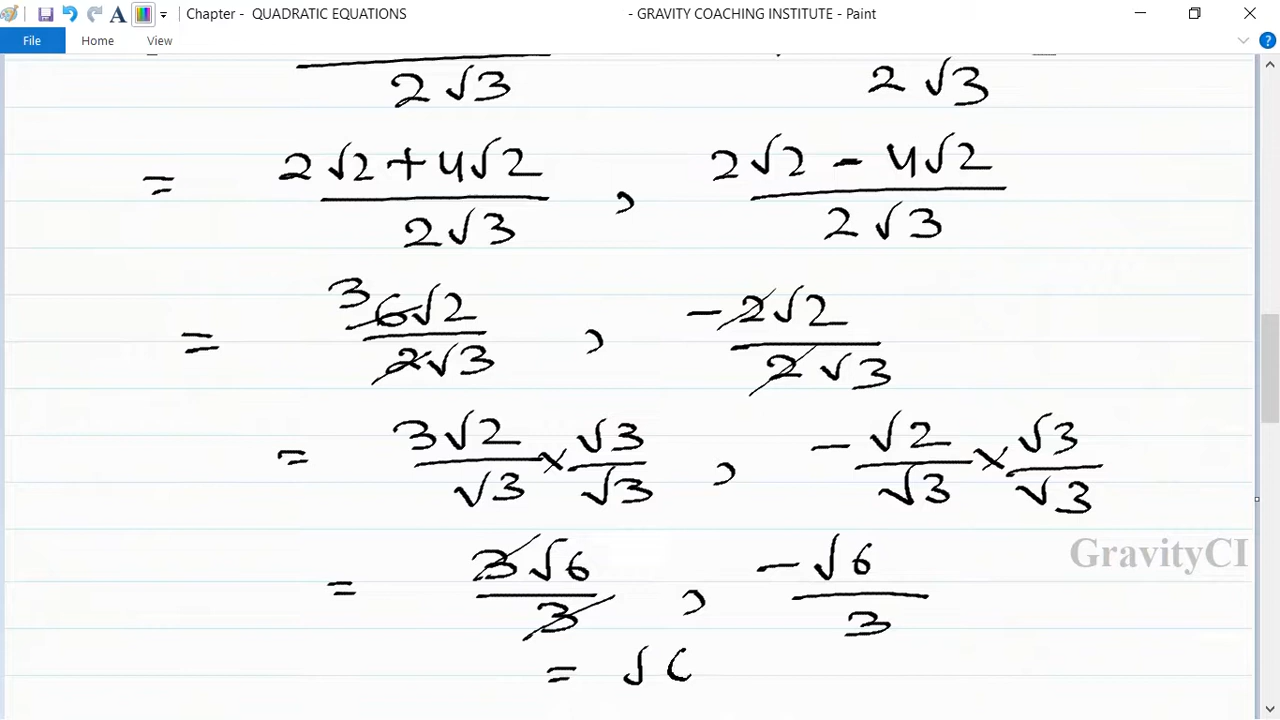 Chapter - QUADRATIC EQUATIONS - GRAVITY COACHING INSTITUTE - Paint
File Home View
2√3 2√3
= 2√2+4√2 / 2√3 , 2√2 - 4√2 / 2√3
= 3 6√2 / 2√3 , -2√2 / 2√3
= 3√2 / √3 × √3 / √3 , -√2 / √3 × √3 / √3
GravityCI
= 3√6 / 3 , -√6 / 3
= √6